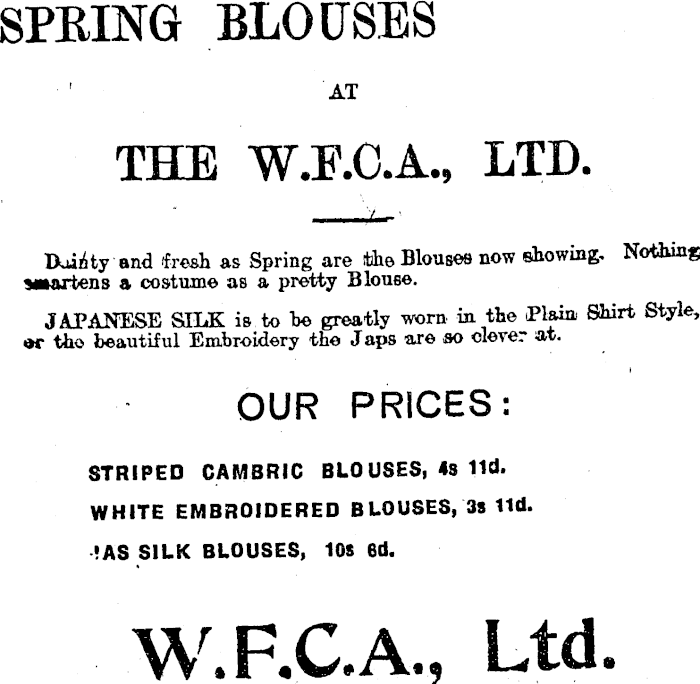 SPRING BLOUSES
AT
THE W.F.C.A., LTD.
Dainty and fresh as Spring are the Blouses now showing. Nothing
smartens a costume as a pretty Blouse.
JAPANESE SILK is to be greatly worn in the Plain Shirt Style,
or the beautiful Embroidery the Japs are so clever at.
OUR PRICES:
STRIPED CAMBRIC BLOUSES, 4s 11d.
WHITE EMBROIDERED BLOUSES, 3s 11d.
SILK BLOUSES, 10s 6d.
W.F.C.A., Ltd.